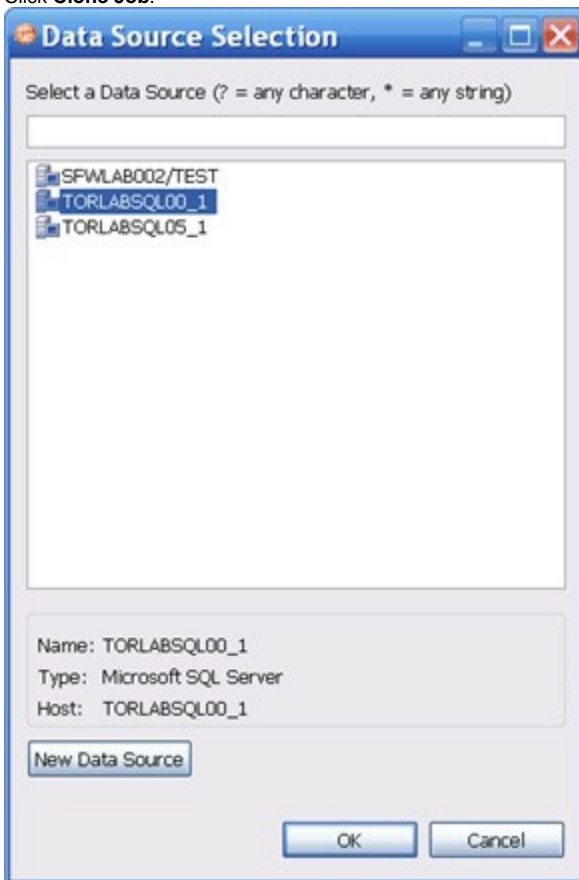 Click Clone Job.
Data Source Selection
Select a Data Source (? = any character, * = any string)
SFWLAB002/TEST
TORLABSQL00_1
TORLABSQL05_1
Name: TORLABSQL00_1
Type: Microsoft SQL Server
Host: TORLABSQL00_1
New Data Source
OK Cancel